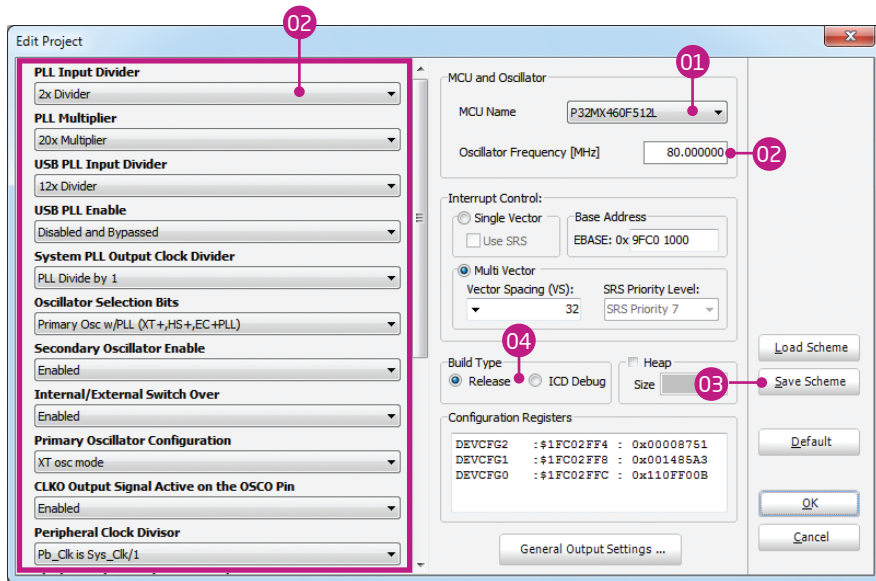 02
Edit Project
PLL Input Divider
2x Divider
PLL Multiplier
20x Multiplier
USB PLL Input Divider
12x Divider
USB PLL Enable
Disabled and Bypassed
System PLL Output Clock Divider
PLL Divide by 1
Oscillator Selection Bits
Primary Osc w/PLL (XT+,HS+,EC+PLL)
Secondary Oscillator Enable
Enabled
Internal/External Switch Over
Enabled
Primary Oscillator Configuration
XT osc mode
CLKO Output Signal Active on the OSCO Pin
Enabled
Peripheral Clock Divisor
Pb_Clk is Sys_Clk/1
01
MCU and Oscillator
MCU Name P32MX460F512L
Oscillator Frequency [MHz] 80.000000 02
Interrupt Control:
Single Vector
Use SRS
Base Address
EBASE: 0x 9FC0 1000
Multi Vector
Vector Spacing (VS): SRS Priority Level:
32 SRS Priority 7
04
Build Type
Release ICD Debug
Heap
Size 03
Configuration Registers
DEVCFG2 :$1FC02FF4 : 0x00008751
DEVCFG1 :$1FC02FF8 : 0x001485A3
DEVCFG0 :$1FC02FFC : 0x110FF00B
General Output Settings ...
Load Scheme
Save Scheme
Default
OK
Cancel